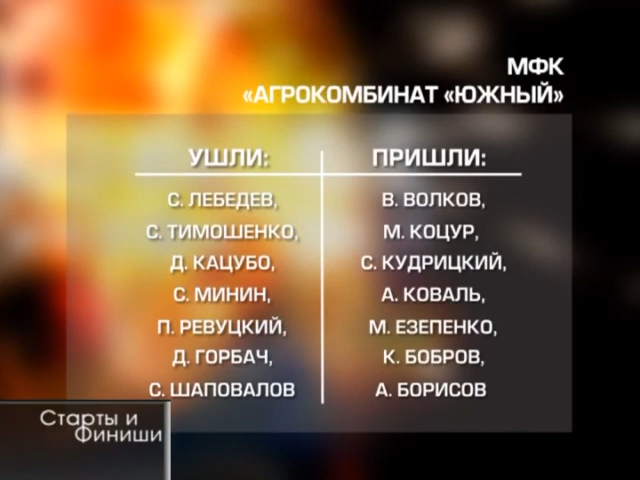 МФК
«АГРОКОМБИНАТ «ЮЖНЫЙ»
УШЛИ: ПРИШЛИ:
С. ЛЕБЕДЕВ, В. ВОЛКОВ,
С. ТИМОШЕНКО, М. КОЦУР,
Д. КАЦУБО, С. КУДРИЦКИЙ,
С. МИНИН, А. КОВАЛЬ,
П. РЕВУЦКИЙ, М. ЕЗЕПЕНКО,
Д. ГОРБАЧ, К. БОБРОВ,
С. ШАПОВАЛОВ А. БОРИСОВ
Старты и
Финиши